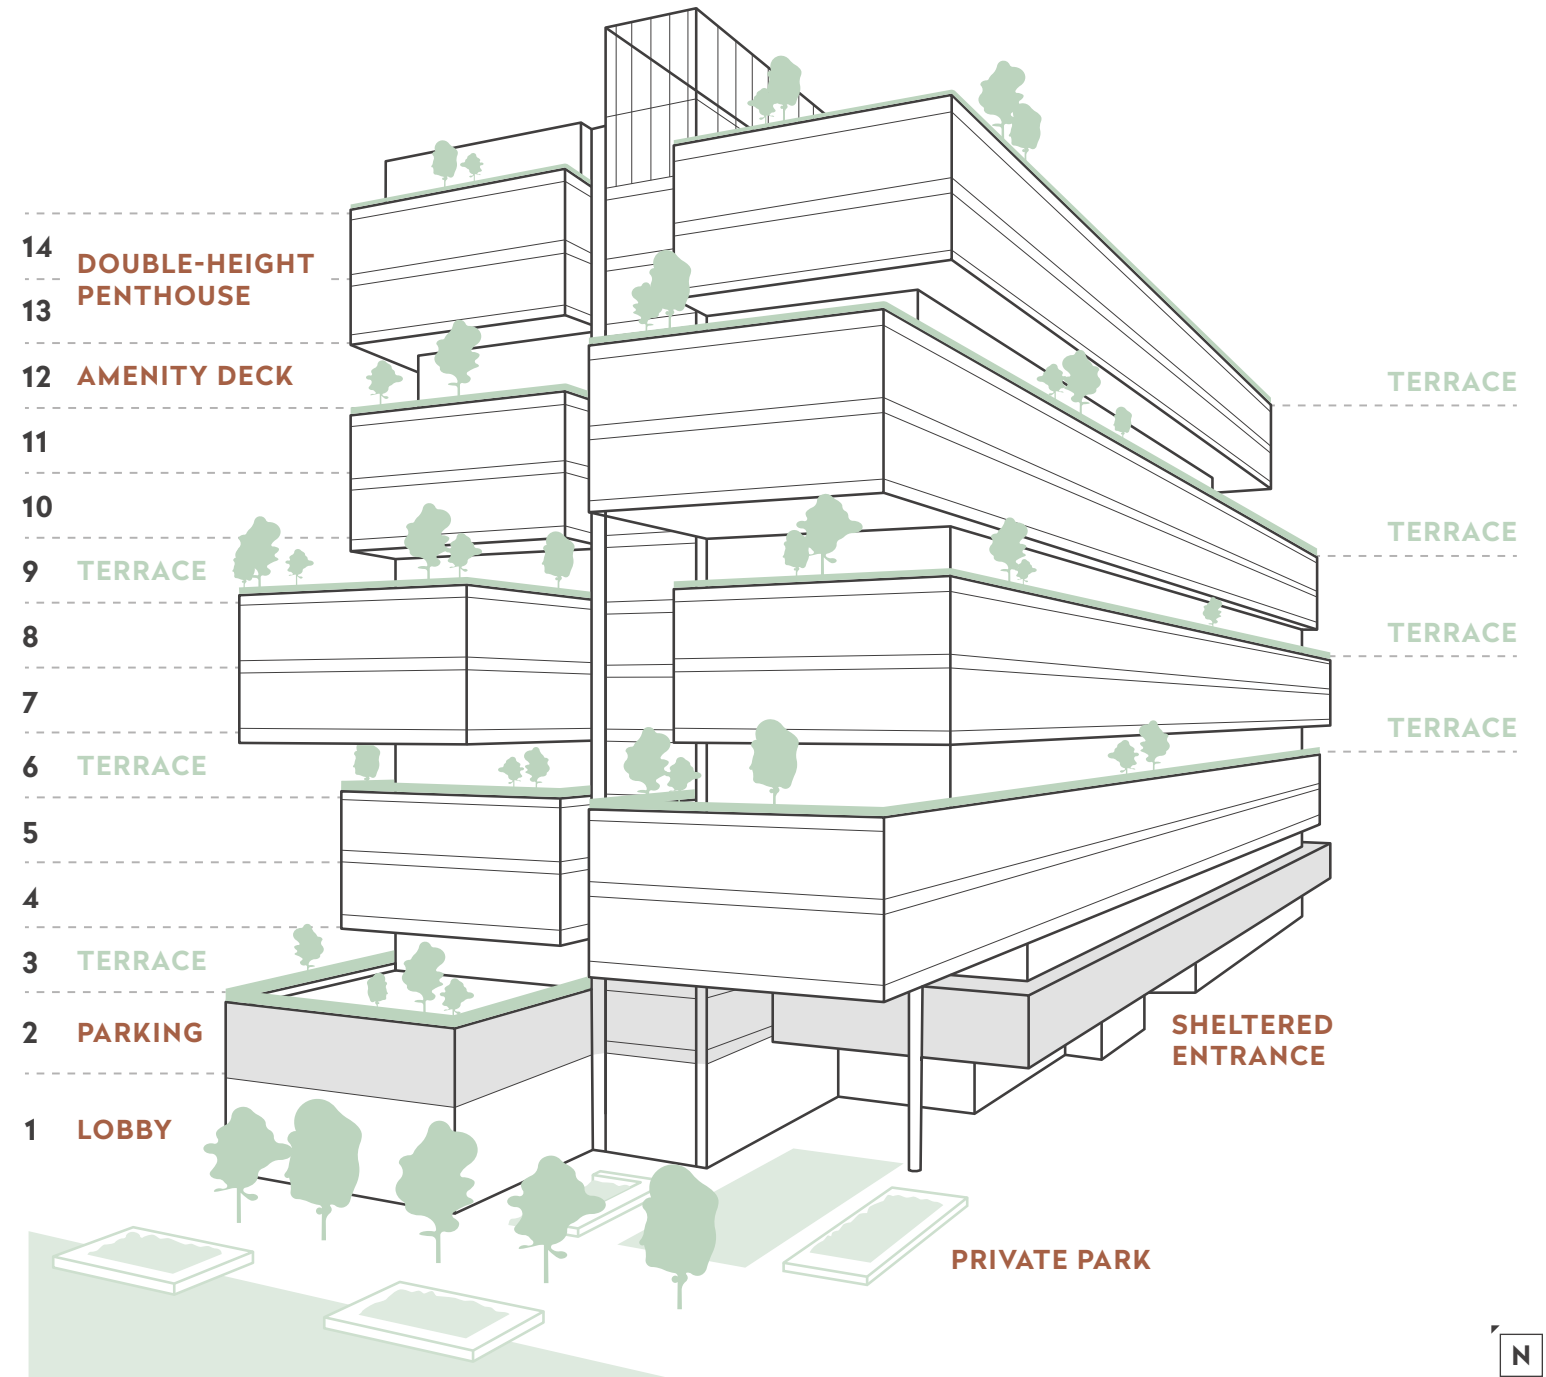 14
DOUBLE-HEIGHT
PENTHOUSE
13
12 AMENITY DECK
11
10
9 TERRACE
8
7
6 TERRACE
5
4
3 TERRACE
2 PARKING
1 LOBBY
TERRACE
TERRACE
TERRACE
TERRACE
SHELTERED
ENTRANCE
PRIVATE PARK
N